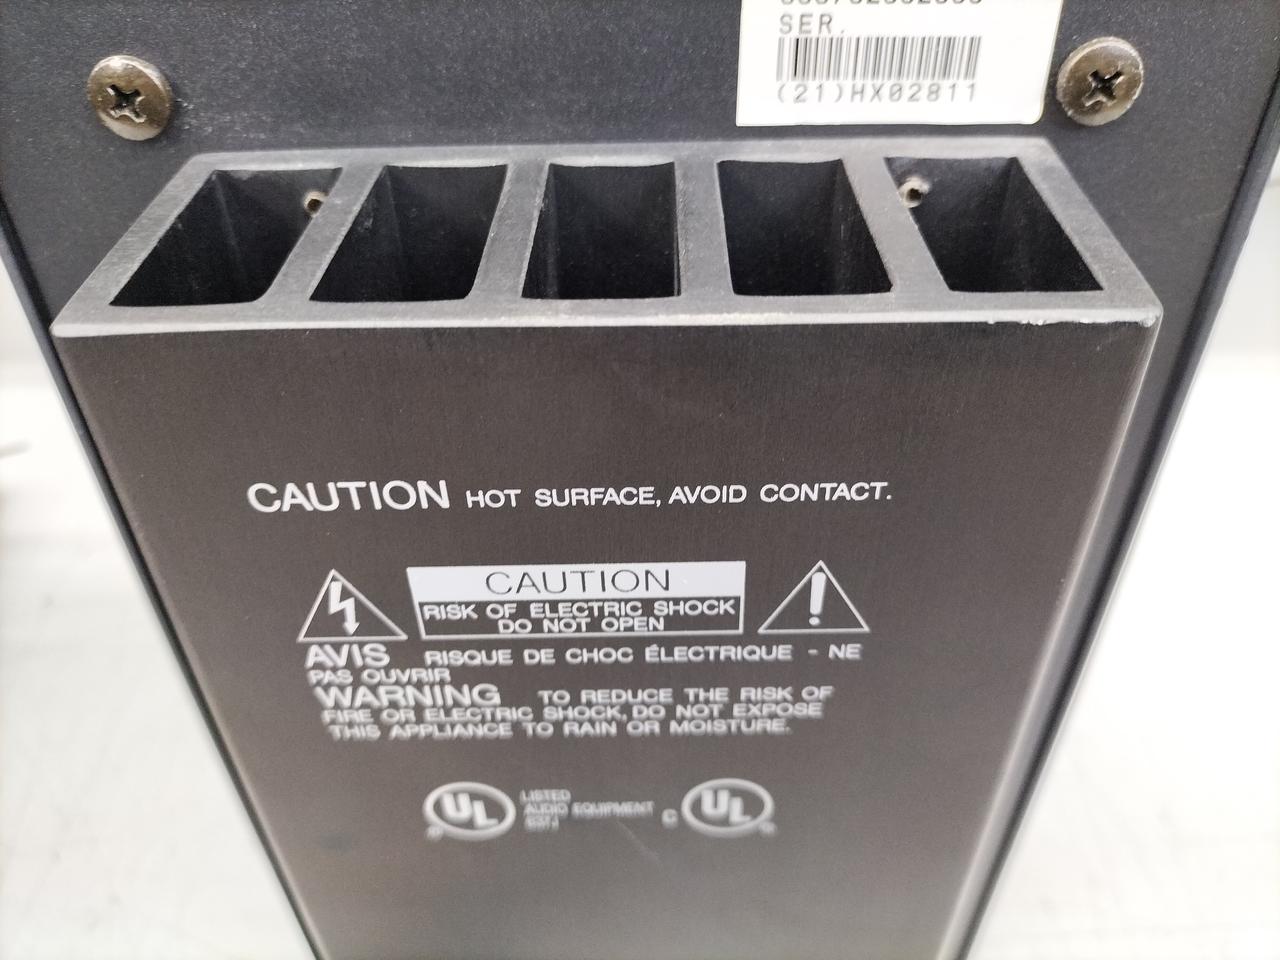 SER.
(21)HX02811
CAUTION HOT SURFACE, AVOID CONTACT.
CAUTION
RISK OF ELECTRIC SHOCK
DO NOT OPEN
AVIS RISQUE DE CHOC ÉLECTRIQUE - NE
PAS OUVRIR
WARNING TO REDUCE THE RISK OF
FIRE OR ELECTRIC SHOCK, DO NOT EXPOSE
THIS APPLIANCE TO RAIN OR MOISTURE.
UL LISTED
AUDIO EQUIPMENT
C UL